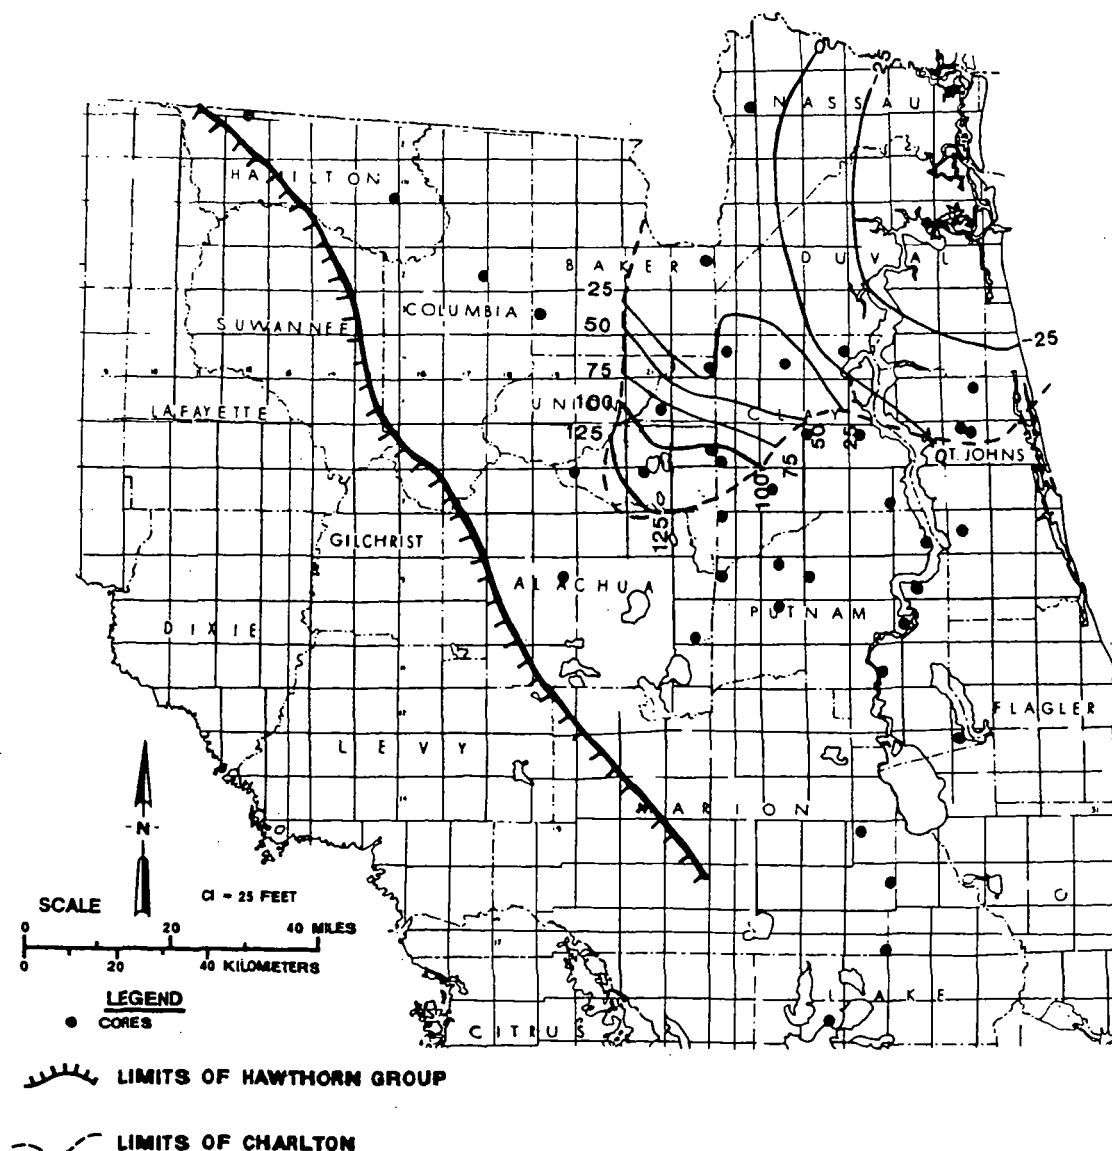 25
NASSAU
HAMILTON
BAKER
DUVAL
25
COLUMBIA
50
SUWANNEE
-25
75
UNION
100
LAFAYETTE
CLAY
125
50
25
75
ST. JOHNS
100
125
GILCHRIST
ALACHUA
PUTNAM
DIXIE
FLAGLER
LEVY
MARION
-N-
CI = 25 FEET
SCALE
0 20 40 MILES
0 20 40 KILOMETERS
LEGEND
CORES
LAKE
CITRUS
LIMITS OF HAWTHORN GROUP
LIMITS OF CHARLTON